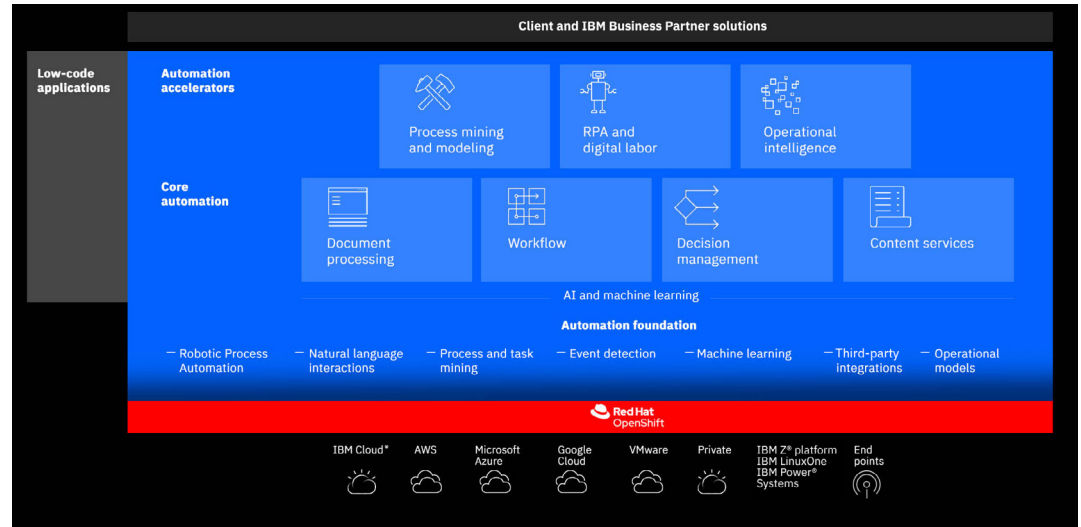 Client and IBM Business Partner solutions
Low-code
applications
Automation
accelerators
Process mining
and modeling
RPA and
digital labor
Operational
intelligence
Core
automation
Document
processing
Workflow
Decision
management
Content services
AI and machine learning
Automation foundation
— Robotic Process
Automation
— Natural language
interactions
— Process and task
mining
— Event detection
— Machine learning
— Third-party
integrations
— Operational
models
Red Hat
OpenShift
IBM Cloud*
AWS
Microsoft
Azure
Google
Cloud
VMware
Private
IBM Z® platform
IBM LinuxOne
IBM Power®
Systems
End
points